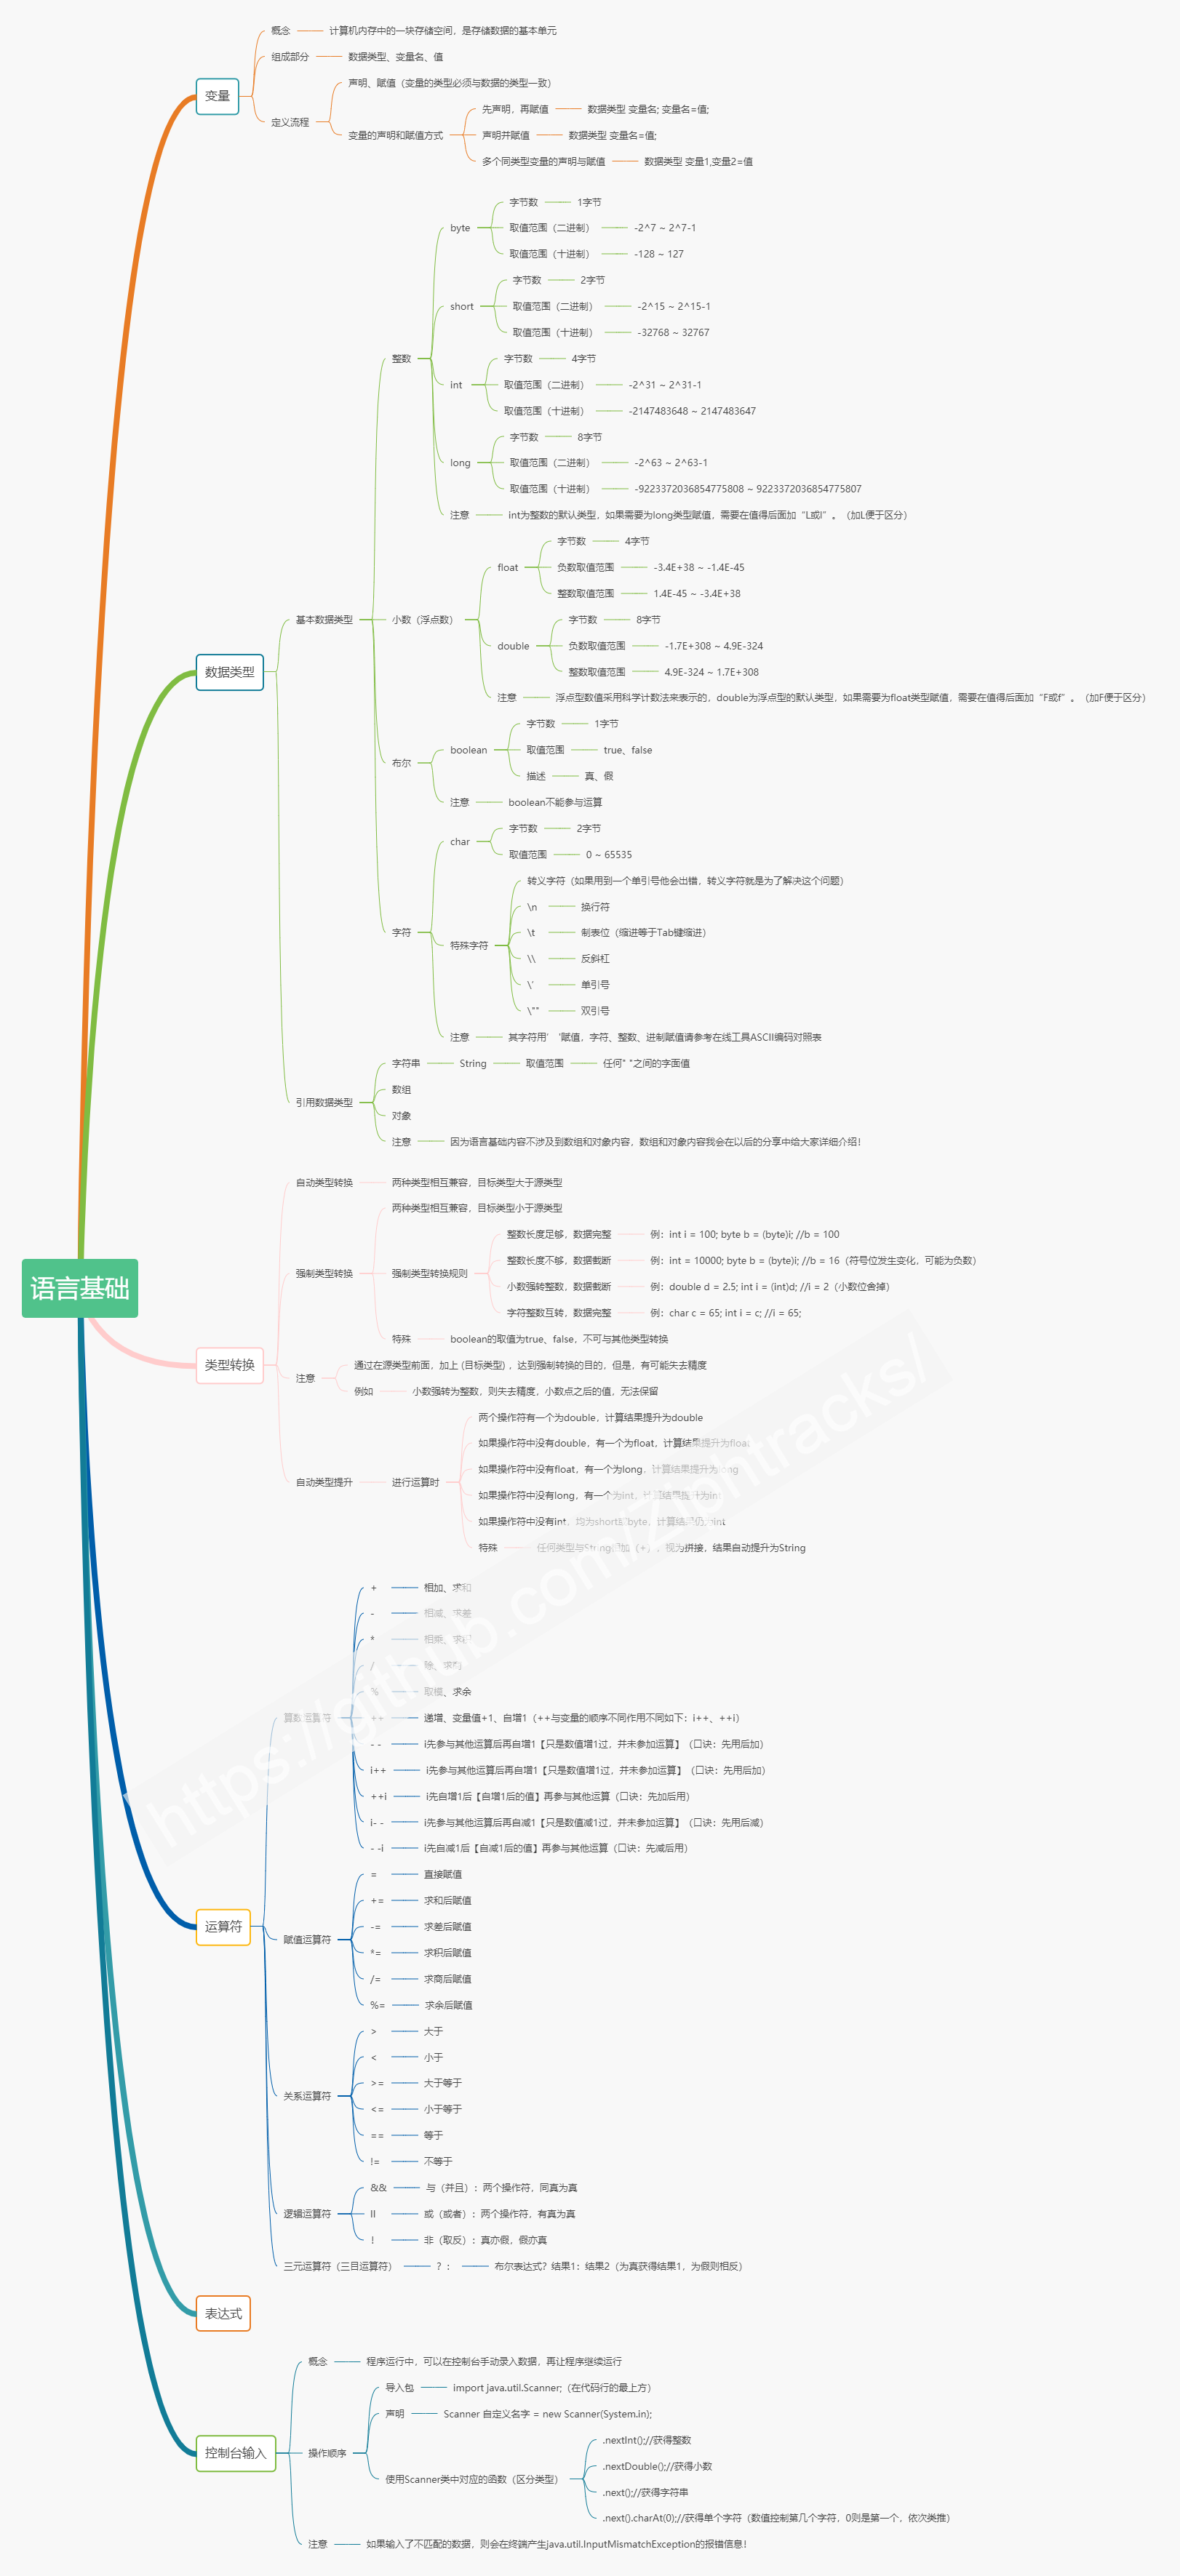 语言基础
变量
概念 计算机内存中的一块存储空间，是存储数据的基本单元
组成部分 数据类型、变量名、值
定义流程
声明、赋值（变量的类型必须与数据的类型一致）
变量的声明和赋值方式
先声明，再赋值 数据类型 变量名; 变量名=值;
声明并赋值 数据类型 变量名=值;
多个同类型变量的声明与赋值 数据类型 变量1,变量2=值
数据类型
基本数据类型
整数
byte
字节数 1字节
取值范围（二进制） -2^7 ~ 2^7-1
取值范围（十进制） -128 ~ 127
short
字节数 2字节
取值范围（二进制） -2^15 ~ 2^15-1
取值范围（十进制） -32768 ~ 32767
int
字节数 4字节
取值范围（二进制） -2^31 ~ 2^31-1
取值范围（十进制） -2147483648 ~ 2147483647
long
字节数 8字节
取值范围（二进制） -2^63 ~ 2^63-1
取值范围（十进制） -9223372036854775808 ~ 9223372036854775807
注意 int为整数的默认类型，如果需要为long类型赋值，需要在值得后面加“L或l”。（加L便于区分）
小数（浮点数）
float
字节数 4字节
负数取值范围 -3.4E+38 ~ -1.4E-45
整数取值范围 1.4E-45 ~ -3.4E+38
double
字节数 8字节
负数取值范围 -1.7E+308 ~ 4.9E-324
整数取值范围 4.9E-324 ~ 1.7E+308
注意 浮点型数值采用科学计数法来表示的，double为浮点型的默认类型，如果需要为float类型赋值，需要在值得后面加“F或f”。（加F便于区分）
布尔
boolean
字节数 1字节
取值范围 true、false
描述 真、假
注意 boolean不能参与运算
字符
char
字节数 2字节
取值范围 0 ~ 65535
特殊字符
转义字符（如果用到一个单引号他会出错，转义字符就是为了解决这个问题）
\n 换行符
\t 制表位（缩进等于Tab键缩进）
\\ 反斜杠
\' 单引号
\"" 双引号
注意 其字符用' '赋值，字符、整数、进制赋值请参考在线工具ASCII编码对照表
引用数据类型
字符串 String 取值范围 任何" "之间的字面值
数组
对象
注意 因为语言基础内容不涉及到数组和对象内容，数组和对象内容我会在以后的分享中给大家详细介绍！
类型转换
自动类型转换 两种类型相互兼容，目标类型大于源类型
强制类型转换
两种类型相互兼容，目标类型小于源类型
强制类型转换规则
整数长度足够，数据完整 例：int i = 100; byte b = (byte)i; //b = 100
整数长度不够，数据截断 例：int = 10000; byte b = (byte)i; //b = 16（符号位发生变化，可能为负数）
小数强转整数，数据截断 例：double d = 2.5; int i = (int)d; //i = 2（小数位舍掉）
字符整数互转，数据完整 例：char c = 65; int i = c; //i = 65;
特殊 boolean的取值为true、false，不可与其他类型转换
注意
通过在源类型前面，加上 (目标类型) ，达到强制转换的目的，但是，有可能失去精度
例如 小数强转为整数，则失去精度，小数点之后的值，无法保留
自动类型提升 进行运算时
两个操作符有一个为double，计算结果提升为double
如果操作符中没有double，有一个为float，计算结果提升为float
如果操作符中没有float，有一个为long，计算结果提升为long
如果操作符中没有long，有一个为int，计算结果提升为int
如果操作符中没有int，均为short或byte，计算结果仍为int
特殊 任何类型与String相加（+），视为拼接，结果自动提升为String
运算符
算数运算符
+ 相加、求和
- 相减、求差
* 相乘、求积
/ 除、求商
% 取模、求余
++ 递增、变量值+1、自增1（++与变量的顺序不同作用不同如下：i++、++i）
- - i先参与其他运算后再自增1【只是数值增1过，并未参加运算】（口诀：先用后加）
i++ i先参与其他运算后再自增1【只是数值增1过，并未参加运算】（口诀：先用后加）
++i i先自增1后【自增1后的值】再参与其他运算（口诀：先加后用）
i- - i先参与其他运算后再自减1【只是数值减1过，并未参加运算】（口诀：先用后减）
- -i i先自减1后【自减1后的值】再参与其他运算（口诀：先减后用）
赋值运算符
= 直接赋值
+= 求和后赋值
-= 求差后赋值
*= 求积后赋值
/= 求商后赋值
%= 求余后赋值
关系运算符
> 大于
< 小于
>= 大于等于
<= 小于等于
== 等于
!= 不等于
逻辑运算符
&& 与（并且）：两个操作符，同真为真
II 或（或者）：两个操作符，有真为真
! 非（取反）：真亦假，假亦真
三元运算符（三目运算符） ？： 布尔表达式？结果1：结果2（为真获得结果1，为假则相反）
表达式
控制台输入
概念 程序运行中，可以在控制台手动录入数据，再让程序继续运行
操作顺序
导入包 import java.util.Scanner;（在代码行的最上方）
声明 Scanner 自定义名字 = new Scanner(System.in);
使用Scanner类中对应的函数（区分类型）
.nextInt();//获得整数
.nextDouble();//获得小数
.next();//获得字符串
.next().charAt(0);//获得单个字符（数值控制第几个字符，0则是第一个，依次类推）
注意 如果输入了不匹配的数据，则会在终端产生java.util.InputMismatchException的报错信息！
https://github.com/Ziphtracks/